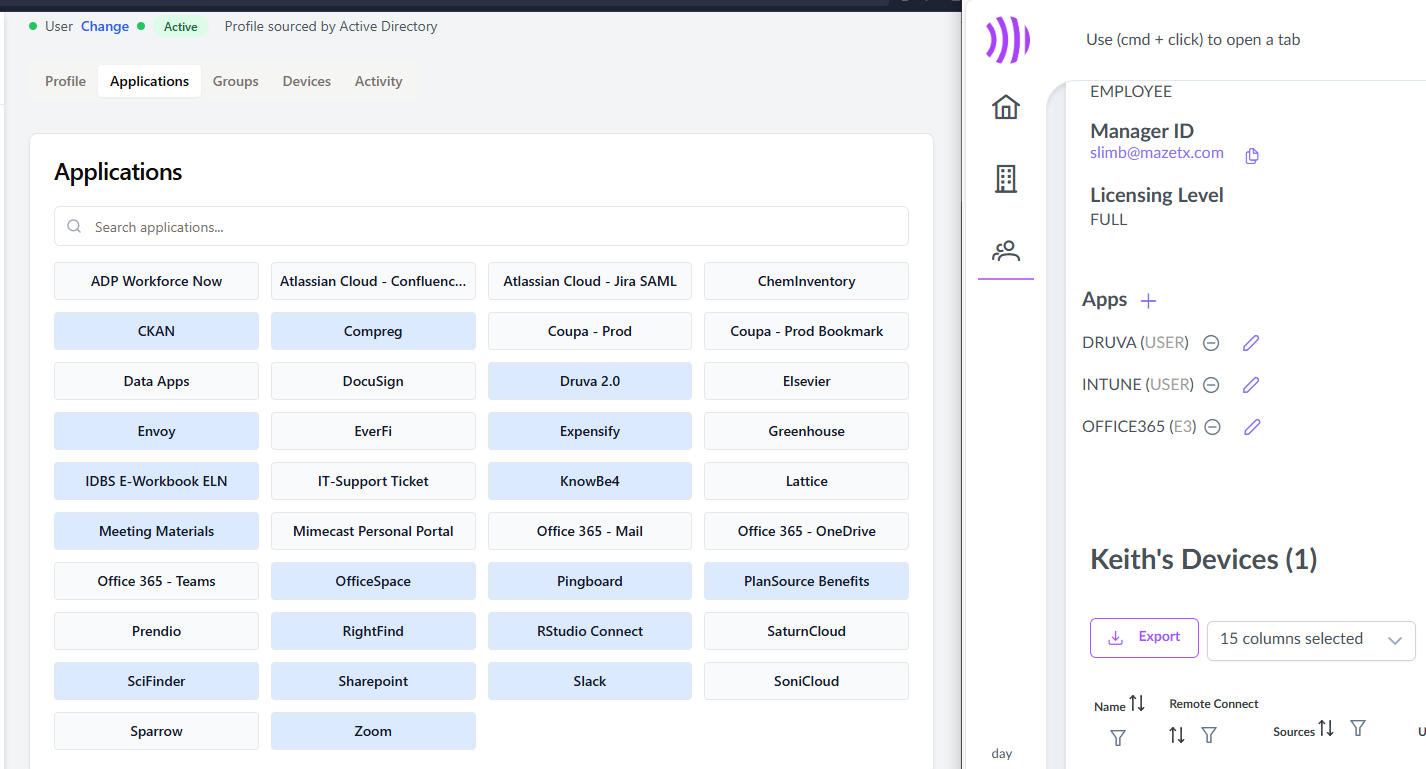 User Change Active Profile sourced by Active Directory
Profile Applications Groups Devices Activity
Applications
Search applications...
ADP Workforce Now Atlassian Cloud - Confluenc... Atlassian Cloud - Jira SAML ChemInventory
CKAN Compreg Coupa - Prod Coupa - Prod Bookmark
Data Apps DocuSign Druva 2.0 Elsevier
Envoy EverFi Expensify Greenhouse
IDBS E-Workbook ELN IT-Support Ticket KnowBe4 Lattice
Meeting Materials Mimecast Personal Portal Office 365 - Mail Office 365 - OneDrive
Office 365 - Teams OfficeSpace Pingboard PlanSource Benefits
Prendio RightFind RStudio Connect SaturnCloud
SciFinder Sharepoint Slack SoniCloud
Sparrow Zoom
Use (cmd + click) to open a tab
EMPLOYEE
Manager ID
slimb@mazetx.com
Licensing Level
FULL
Apps
DRUVA (USER)
INTUNE (USER)
OFFICE365 (E3)
Keith's Devices (1)
Export 15 columns selected
Name Remote Connect
Sources U
day